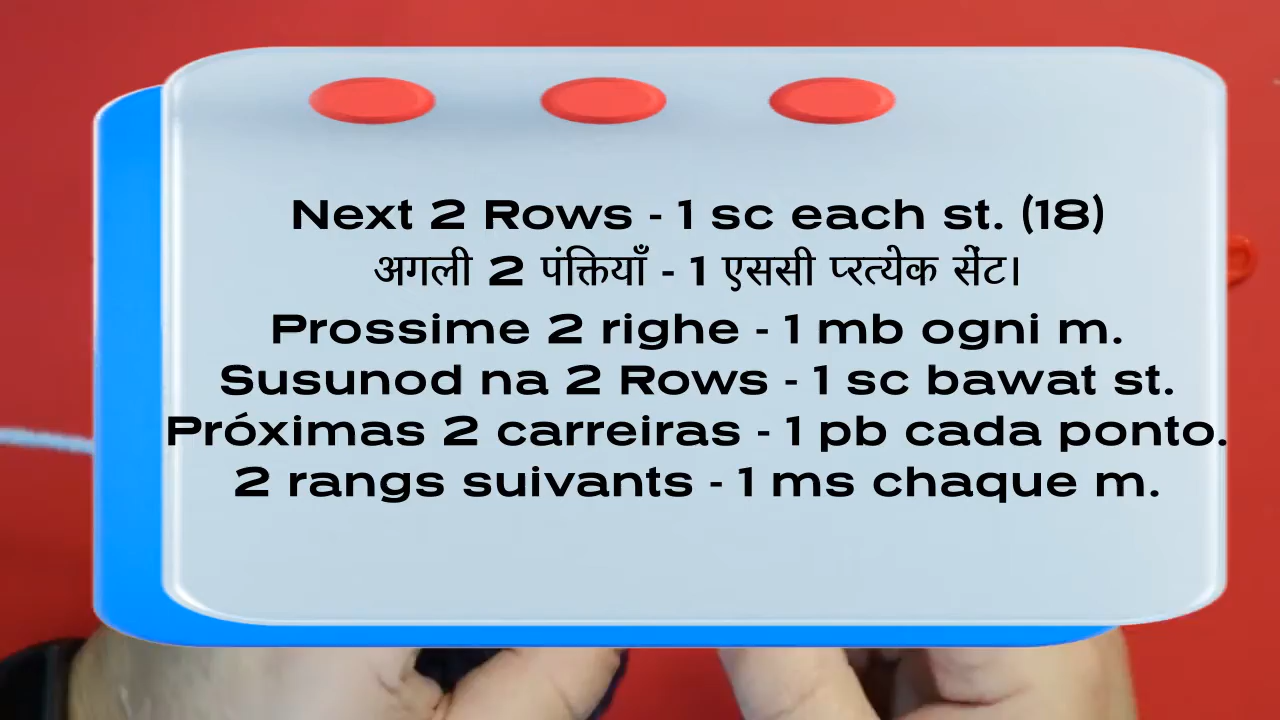 Next 2 Rows - 1 sc each st. (18)
अगली 2 पंक्तियाँ - 1 एससी प्रत्येक सेंट।
Prossime 2 righe - 1 mb ogni m.
Susunod na 2 Rows - 1 sc bawat st.
Próximas 2 carreiras - 1 pb cada ponto.
2 rangs suivants - 1 ms chaque m.